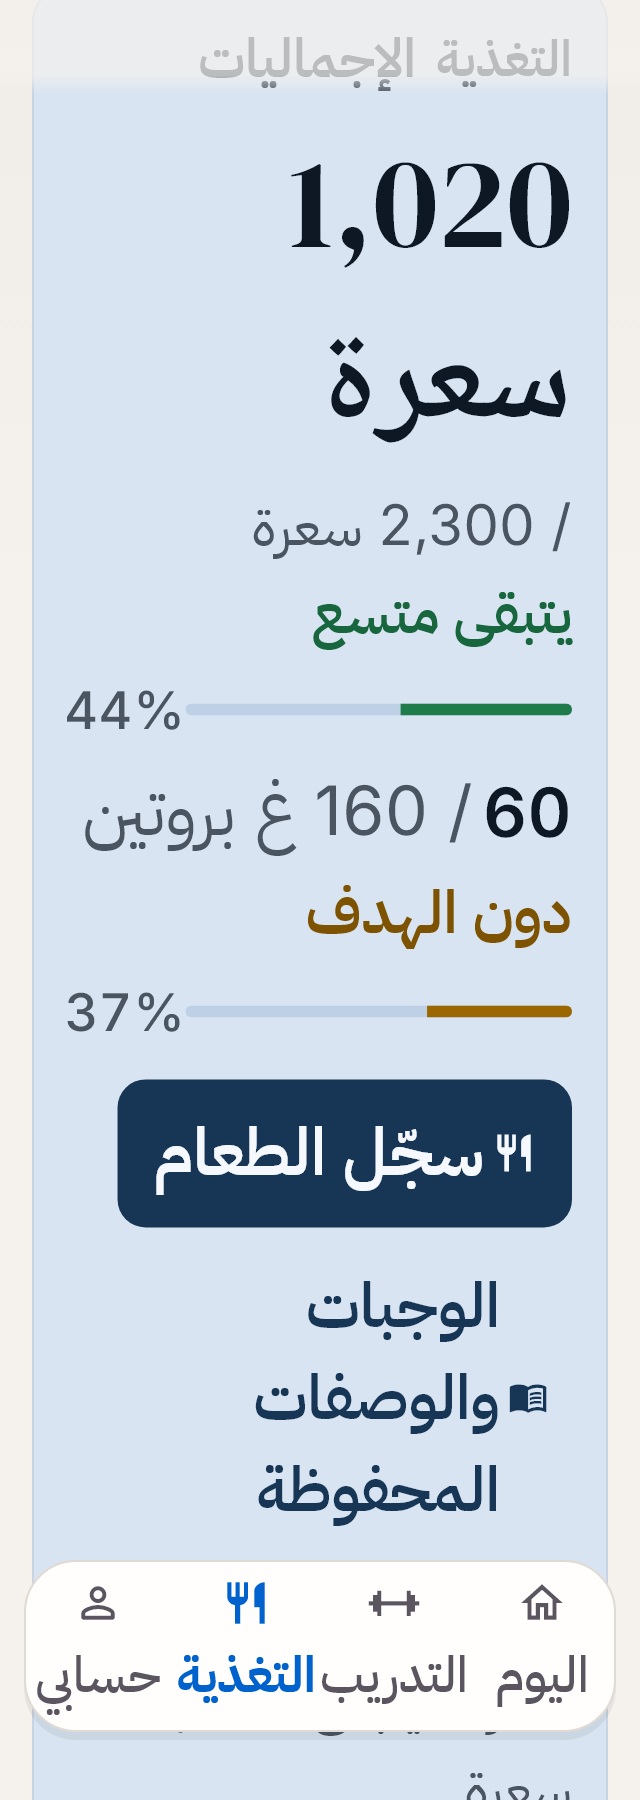 التغذية الإجماليات
1,020
سعرة
/ 2,300 سعرة
يتبقى متسع
44%
60 / 160 غ بروتين
دون الهدف
37%
سجّل الطعام
الوجبات
والوصفات
المحفوظة
اليوم
التدريب
التغذية
حسابي
سعرة